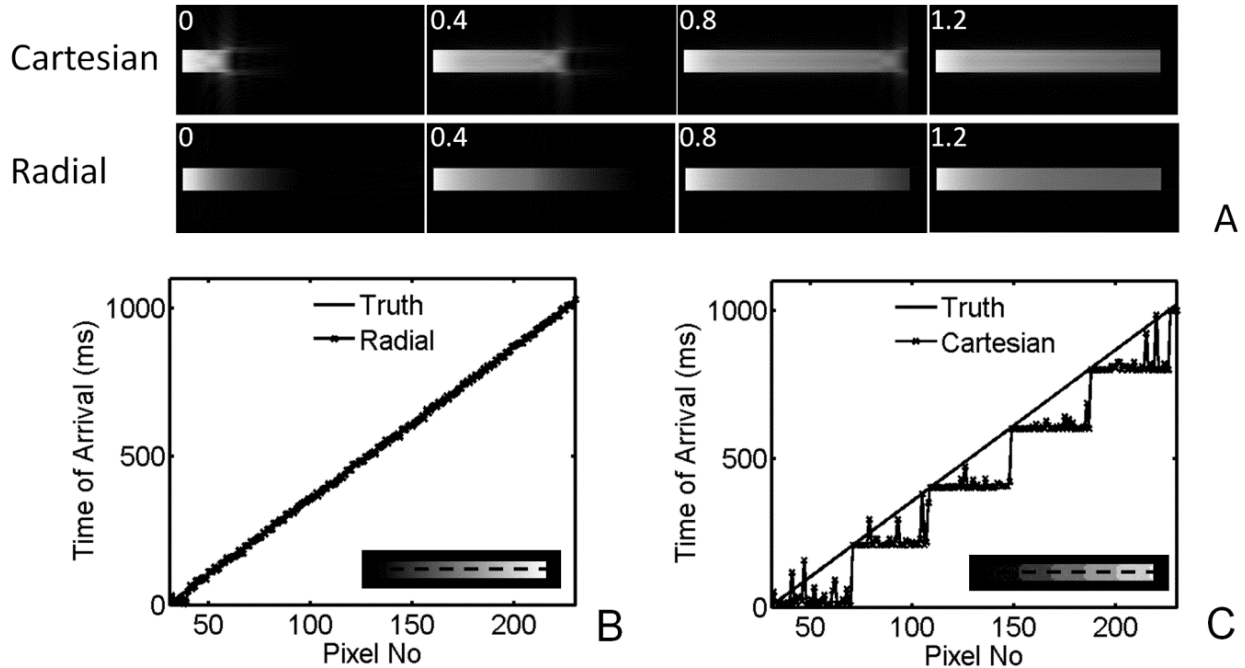 Cartesian
0
0.4
0.8
1.2
Radial
0
0.4
0.8
1.2
A
Time of Arrival (ms)
1000
500
0
Truth
Radial
50
100
150
200
Pixel No
B
Time of Arrival (ms)
1000
500
0
Truth
Cartesian
50
100
150
200
Pixel No
C